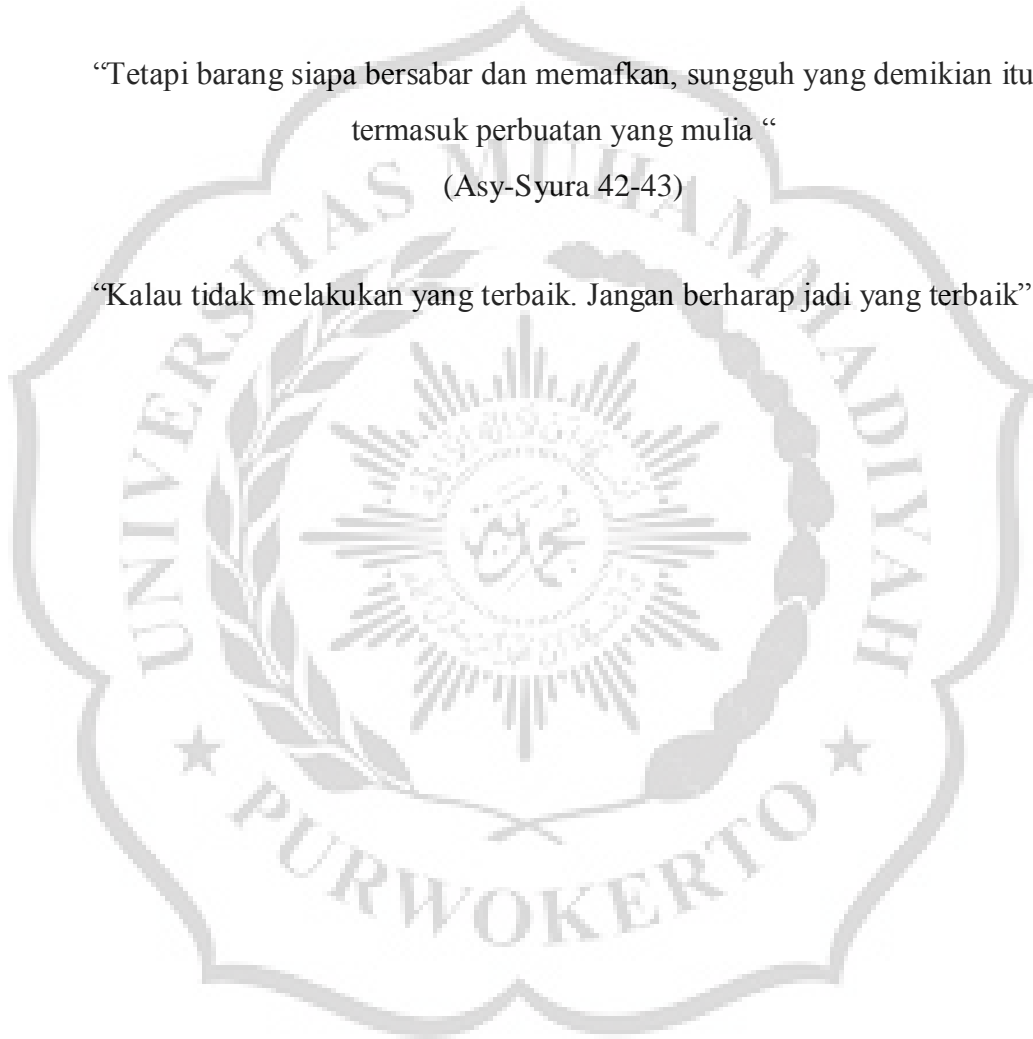 “Tetapi barang siapa bersabar dan memafkan, sungguh yang demikian itu
termasuk perbuatan yang mulia “
(Asy-Syura 42-43)
“Kalau tidak melakukan yang terbaik. Jangan berharap jadi yang terbaik”
UNIVERSITAS MUHAMMADIYAH
PURWOKERTO